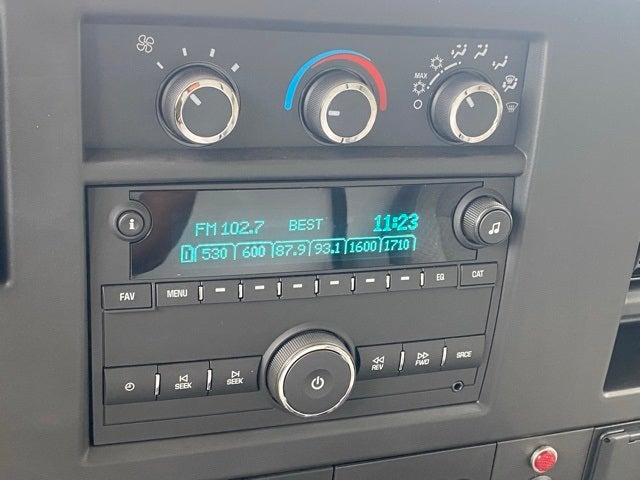 MAX
i
FM 102.7 BEST 11:23
1 530 600 87.9 93.1 1600 1710
FAV MENU EQ CAT
SEEK SEEK REV FWD SRCE